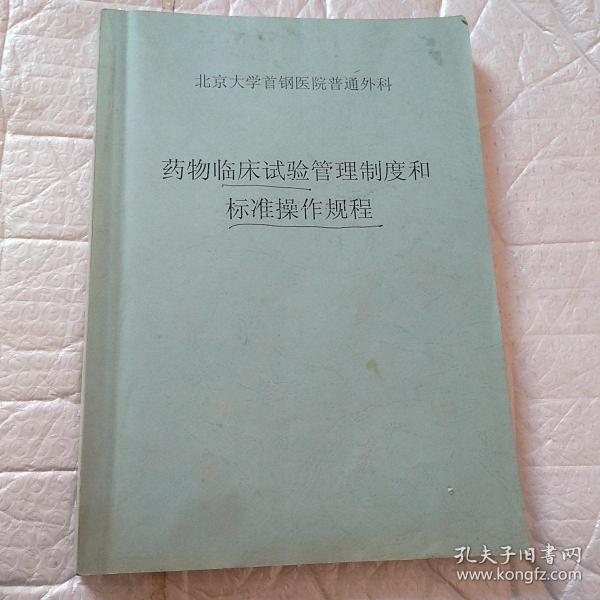 北京大学首钢医院普通外科
药物临床试验管理制度和
标准操作规程
孔夫子旧书网
www.kongfz.com